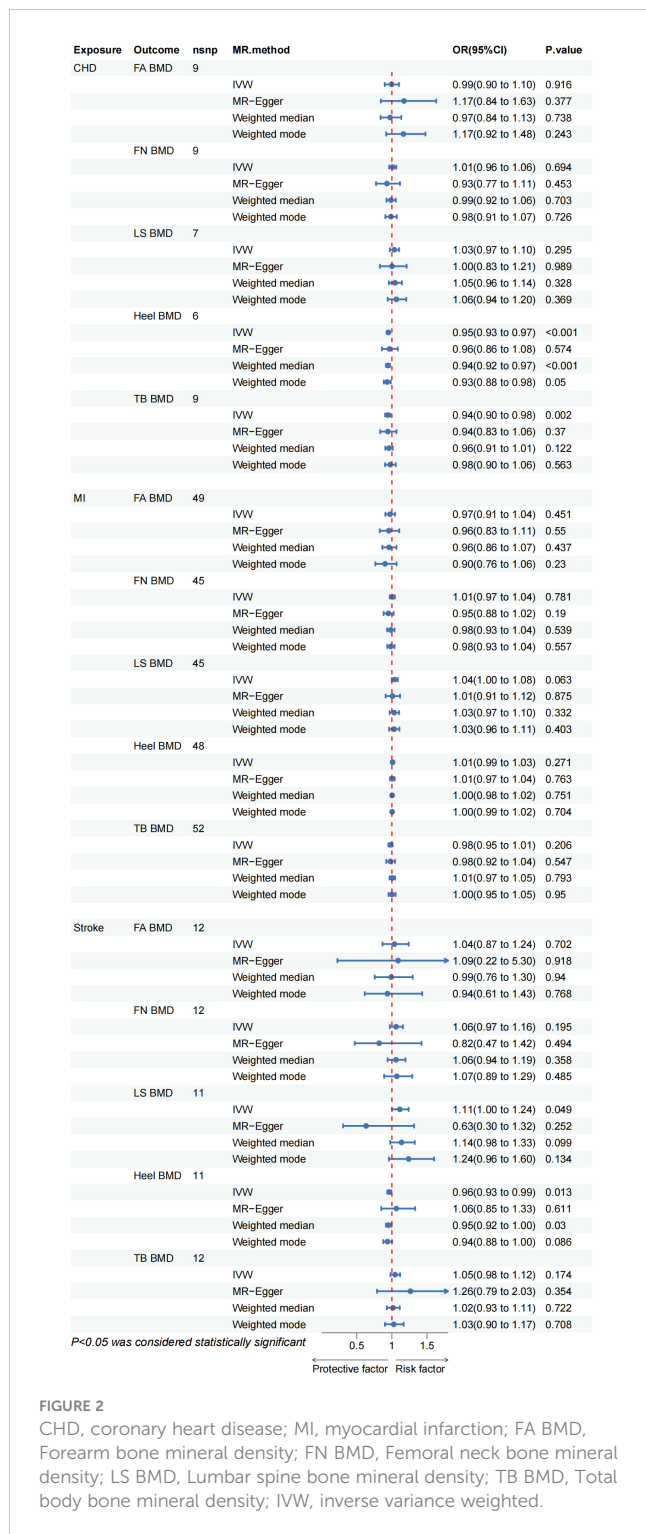 Exposure Outcome nsnp MR.method OR(95%CI) P.value
CHD FA BMD 9
IVW 0.99(0.90 to 1.10) 0.916
MR−Egger 1.17(0.84 to 1.63) 0.377
Weighted median 0.97(0.84 to 1.13) 0.738
Weighted mode 1.17(0.92 to 1.48) 0.243
FN BMD 9
IVW 1.01(0.96 to 1.06) 0.694
MR−Egger 0.93(0.77 to 1.11) 0.453
Weighted median 0.99(0.92 to 1.06) 0.703
Weighted mode 0.98(0.91 to 1.07) 0.726
LS BMD 7
IVW 1.03(0.97 to 1.10) 0.295
MR−Egger 1.00(0.83 to 1.21) 0.989
Weighted median 1.05(0.96 to 1.14) 0.328
Weighted mode 1.06(0.94 to 1.20) 0.369
Heel BMD 6
IVW 0.95(0.93 to 0.97) <0.001
MR−Egger 0.96(0.86 to 1.08) 0.574
Weighted median 0.94(0.92 to 0.97) <0.001
Weighted mode 0.93(0.88 to 0.98) 0.05
TB BMD 9
IVW 0.94(0.90 to 0.98) 0.002
MR−Egger 0.94(0.83 to 1.06) 0.37
Weighted median 0.96(0.91 to 1.01) 0.122
Weighted mode 0.98(0.90 to 1.06) 0.563
MI FA BMD 49
IVW 0.97(0.91 to 1.04) 0.451
MR−Egger 0.96(0.83 to 1.11) 0.55
Weighted median 0.96(0.86 to 1.07) 0.437
Weighted mode 0.90(0.76 to 1.06) 0.23
FN BMD 45
IVW 1.01(0.97 to 1.04) 0.781
MR−Egger 0.95(0.88 to 1.02) 0.19
Weighted median 0.98(0.93 to 1.04) 0.539
Weighted mode 0.98(0.93 to 1.04) 0.557
LS BMD 45
IVW 1.04(1.00 to 1.08) 0.063
MR−Egger 1.01(0.91 to 1.12) 0.875
Weighted median 1.03(0.97 to 1.10) 0.332
Weighted mode 1.03(0.96 to 1.11) 0.403
Heel BMD 48
IVW 1.01(0.99 to 1.03) 0.271
MR−Egger 1.01(0.97 to 1.04) 0.763
Weighted median 1.00(0.98 to 1.02) 0.751
Weighted mode 1.00(0.99 to 1.02) 0.704
TB BMD 52
IVW 0.98(0.95 to 1.01) 0.206
MR−Egger 0.98(0.92 to 1.04) 0.547
Weighted median 1.01(0.97 to 1.05) 0.793
Weighted mode 1.00(0.95 to 1.05) 0.95
Stroke FA BMD 12
IVW 1.04(0.87 to 1.24) 0.702
MR−Egger 1.09(0.22 to 5.30) 0.918
Weighted median 0.99(0.76 to 1.30) 0.94
Weighted mode 0.94(0.61 to 1.43) 0.768
FN BMD 12
IVW 1.06(0.97 to 1.16) 0.195
MR−Egger 0.82(0.47 to 1.42) 0.494
Weighted median 1.06(0.94 to 1.19) 0.358
Weighted mode 1.07(0.89 to 1.29) 0.485
LS BMD 11
IVW 1.11(1.00 to 1.24) 0.049
MR−Egger 0.63(0.30 to 1.32) 0.252
Weighted median 1.14(0.98 to 1.33) 0.099
Weighted mode 1.24(0.96 to 1.60) 0.134
Heel BMD 11
IVW 0.96(0.93 to 0.99) 0.013
MR−Egger 1.06(0.85 to 1.33) 0.611
Weighted median 0.95(0.92 to 1.00) 0.03
Weighted mode 0.94(0.88 to 1.00) 0.086
TB BMD 12
IVW 1.05(0.98 to 1.12) 0.174
MR−Egger 1.26(0.79 to 2.03) 0.354
Weighted median 1.02(0.93 to 1.11) 0.722
Weighted mode 1.03(0.90 to 1.17) 0.708
P<0.05 was considered statistically significant
0.5 1 1.5
Protective factor Risk factor
FIGURE 2
CHD, coronary heart disease; MI, myocardial infarction; FA BMD,
Forearm bone mineral density; FN BMD, Femoral neck bone mineral
density; LS BMD, Lumbar spine bone mineral density; TB BMD, Total
body bone mineral density; IVW, inverse variance weighted.